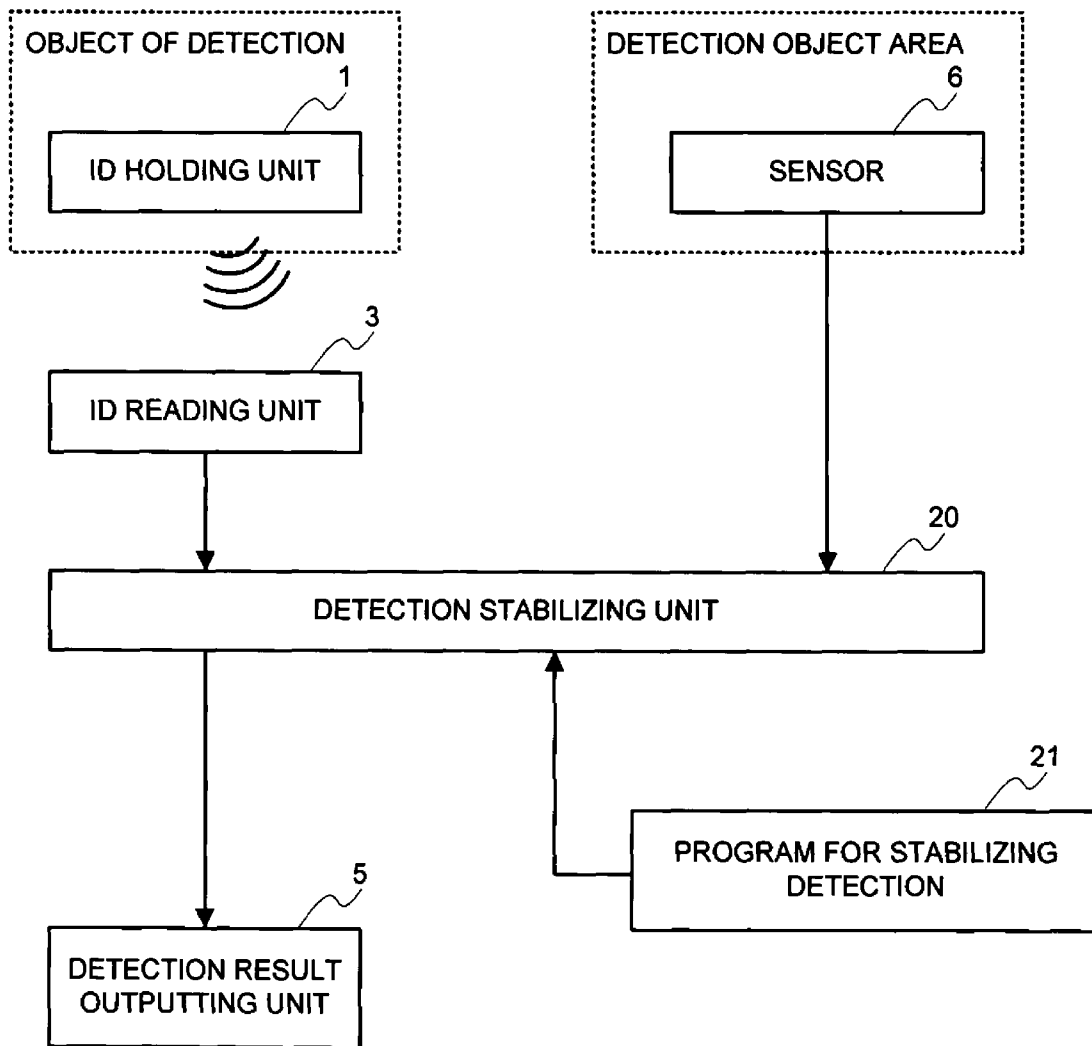 OBJECT OF DETECTION
1
ID HOLDING UNIT
DETECTION OBJECT AREA
6
SENSOR
3
ID READING UNIT
20
DETECTION STABILIZING UNIT
21
PROGRAM FOR STABILIZING
DETECTION
5
DETECTION RESULT
OUTPUTTING UNIT